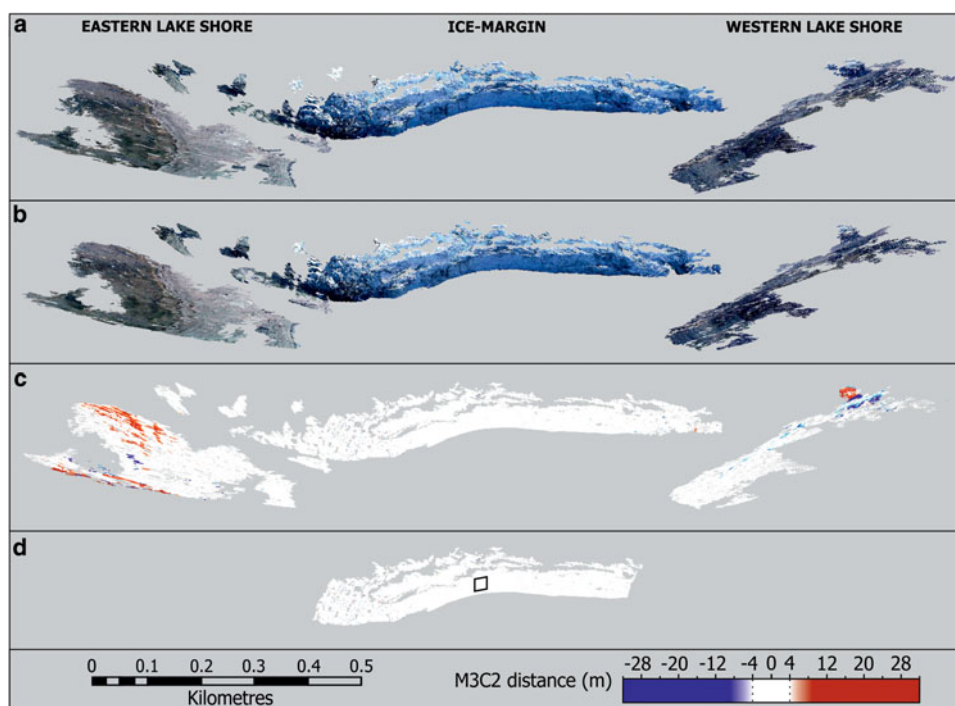 a
EASTERN LAKE SHORE
ICE-MARGIN
WESTERN LAKE SHORE
b
c
d
0 0.1 0.2 0.3 0.4 0.5
Kilometres
M3C2 distance (m)
-28 -20 -12 -4 0 4 12 20 28